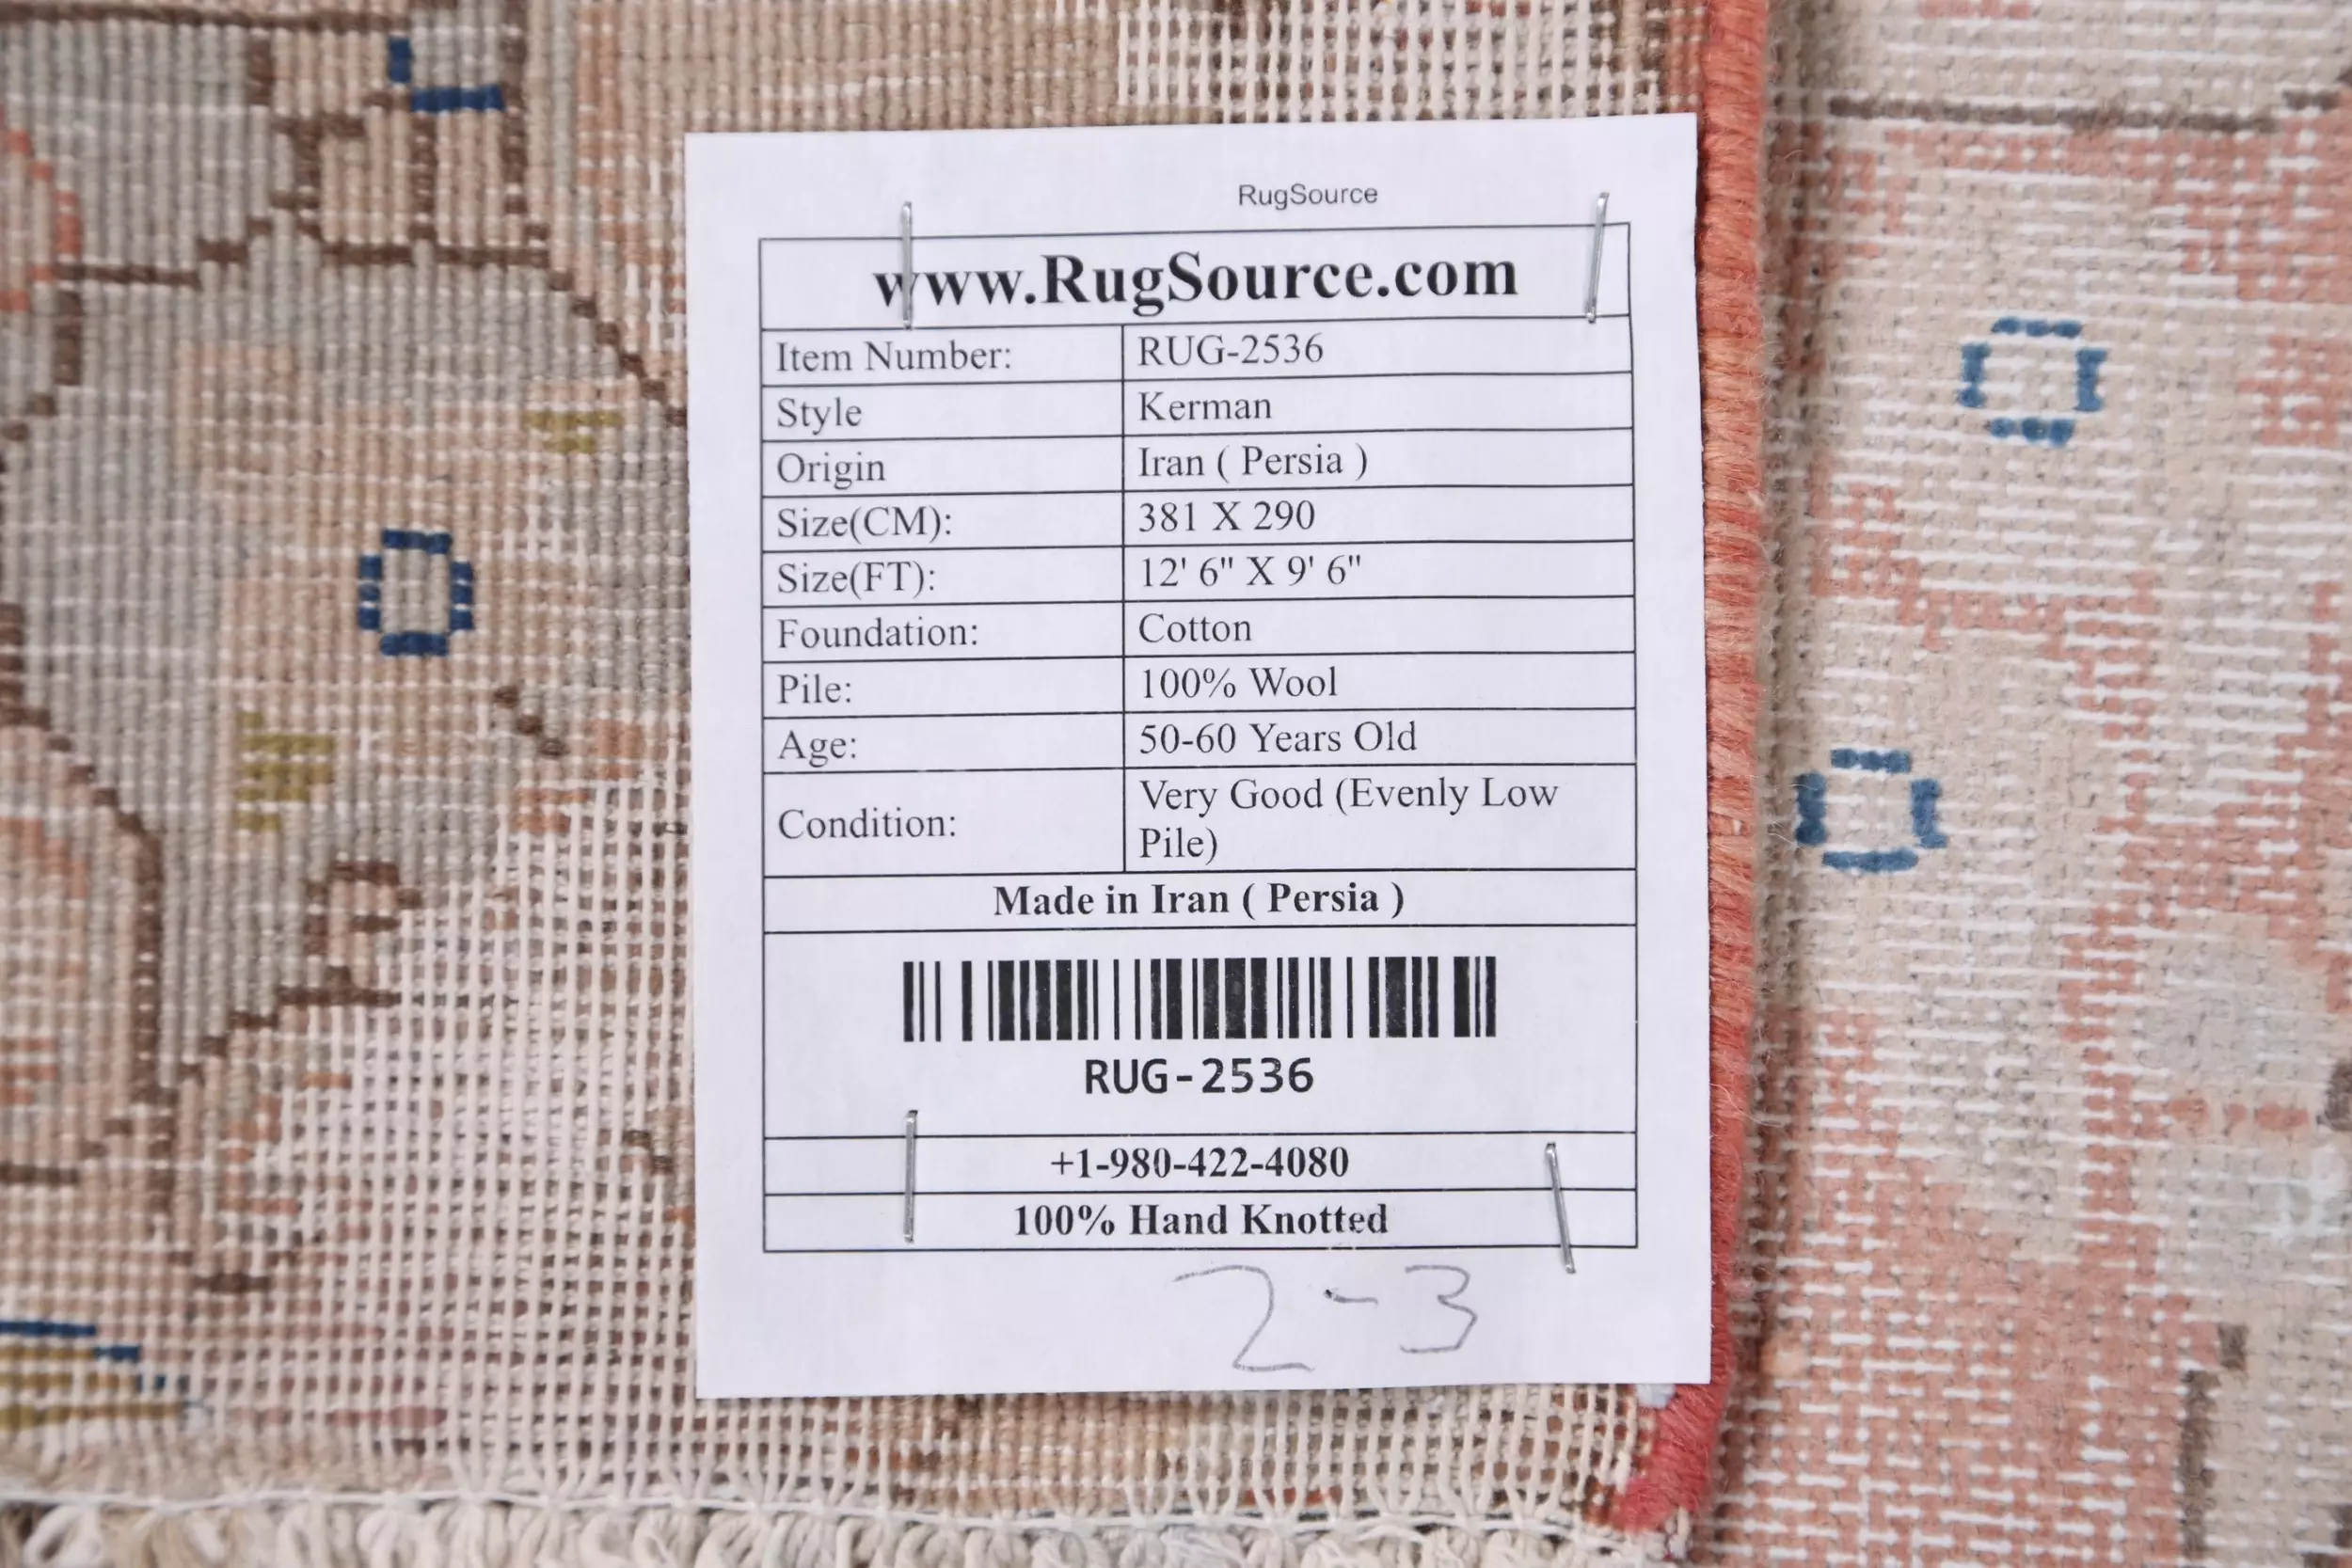 RugSource
www.RugSource.com
Item Number: RUG-2536
Style Kerman
Origin Iran ( Persia )
Size(CM): 381 X 290
Size(FT): 12' 6" X 9' 6"
Foundation: Cotton
Pile: 100% Wool
Age: 50-60 Years Old
Condition: Very Good (Evenly Low
Pile)
Made in Iran ( Persia )
RUG-2536
+1-980-422-4080
100% Hand Knotted
2-3